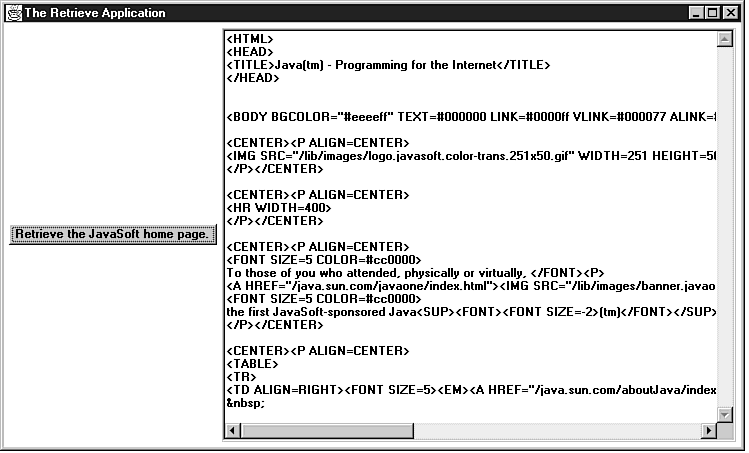 The Retrieve Application
Retrieve the JavaSoft home page.
<HTML>
<HEAD>
<TITLE>Java(tm) - Programming for the Internet</TITLE>
</HEAD>
<BODY BGCOLOR="#eeeeff" TEXT=#000000 LINK=#0000ff VLINK=#000077 ALINK=#
<CENTER><P ALIGN=CENTER>
<IMG SRC="/lib/images/logo.javasoft.color-trans.251x50.gif" WIDTH=251 HEIGHT=50
</P></CENTER>
<CENTER><P ALIGN=CENTER>
<HR WIDTH=400>
</P></CENTER>
<CENTER><P ALIGN=CENTER>
<FONT SIZE=5 COLOR=#cc0000>
To those of you who attended, physically or virtually, </FONT><P>
<A HREF="/java.sun.com/javaone/index.html"><IMG SRC="/lib/images/banner.javao
<FONT SIZE=5 COLOR=#cc0000>
the first JavaSoft-sponsored Java<SUP><FONT><FONT SIZE=-2>(tm)</FONT></SUP>
</P></CENTER>
<CENTER><P ALIGN=CENTER>
<TABLE>
<TR>
<TD ALIGN=RIGHT><FONT SIZE=5><EM><A HREF="/java.sun.com/aboutJava/index
&nbsp;